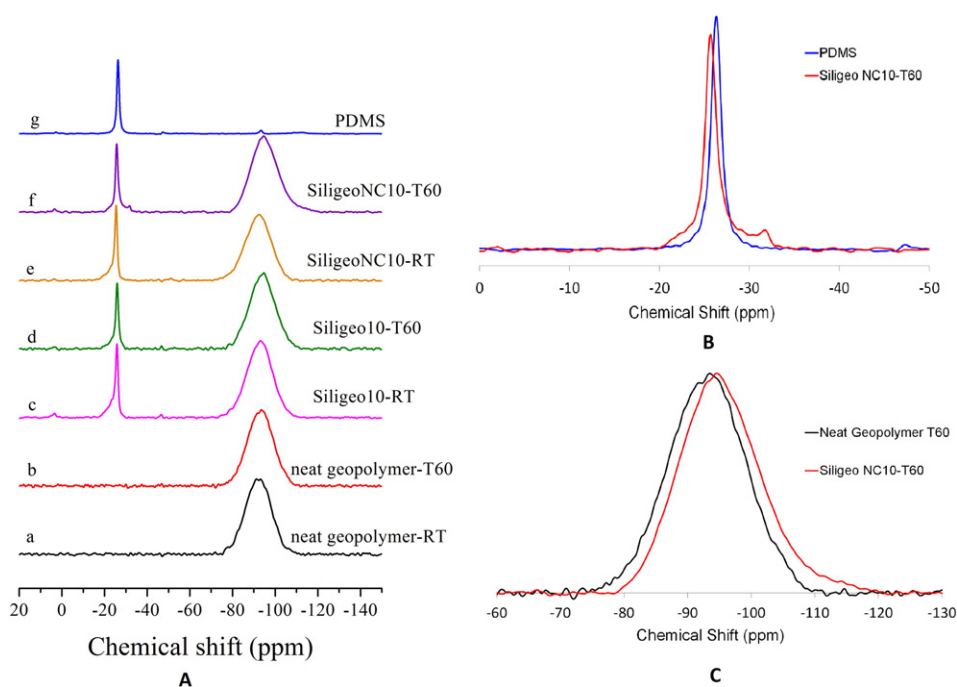 g
PDMS
f
SiligeoNC10-T60
e
SiligeoNC10-RT
d
Siligeo10-T60
c
Siligeo10-RT
b
neat geopolymer-T60
a
neat geopolymer-RT
20 0 -20 -40 -60 -80 -100 -120 -140
Chemical shift (ppm)
A
PDMS
Siligeo NC10-T60
0 -10 -20 -30 -40 -50
Chemical Shift (ppm)
B
Neat Geopolymer T60
Siligeo NC10-T60
-60 -70 -80 -90 -100 -110 -120 -130
Chemical Shift (ppm)
C